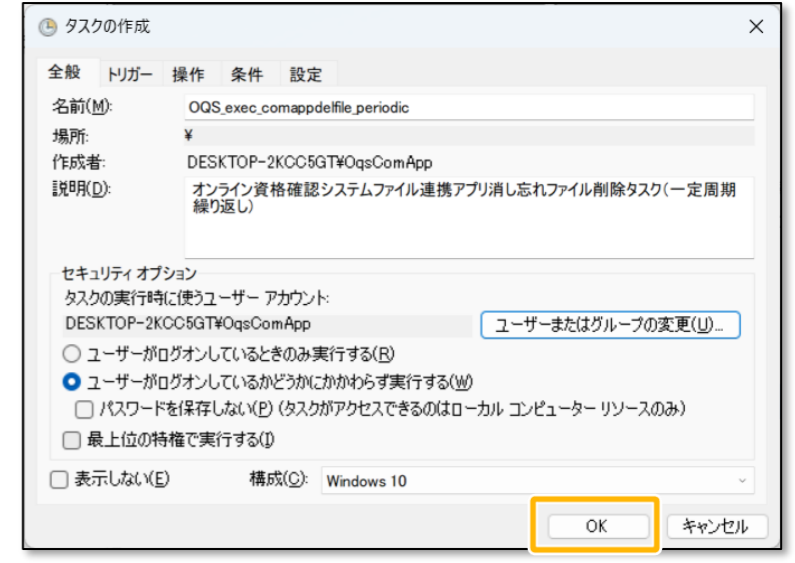 タスクの作成
全般 トリガー 操作 条件 設定
名前(M): OQS_exec_comappdelfile_periodic
場所: ¥
作成者: DESKTOP-2KCC5GT¥OqsComApp
説明(D): オンライン資格確認システムファイル連携アプリ消し忘れファイル削除タスク(一定周期
繰り返し)
セキュリティ オプション
タスクの実行時に使うユーザー アカウント:
DESKTOP-2KCC5GT¥OqsComApp ユーザーまたはグループの変更(U)...
ユーザーがログオンしているときのみ実行する(R)
ユーザーがログオンしているかどうかにかかわらず実行する(W)
パスワードを保存しない(P) (タスクがアクセスできるのはローカル コンピューター リソースのみ)
最上位の特権で実行する(I)
表示しない(E) 構成(C): Windows 10
OK キャンセル